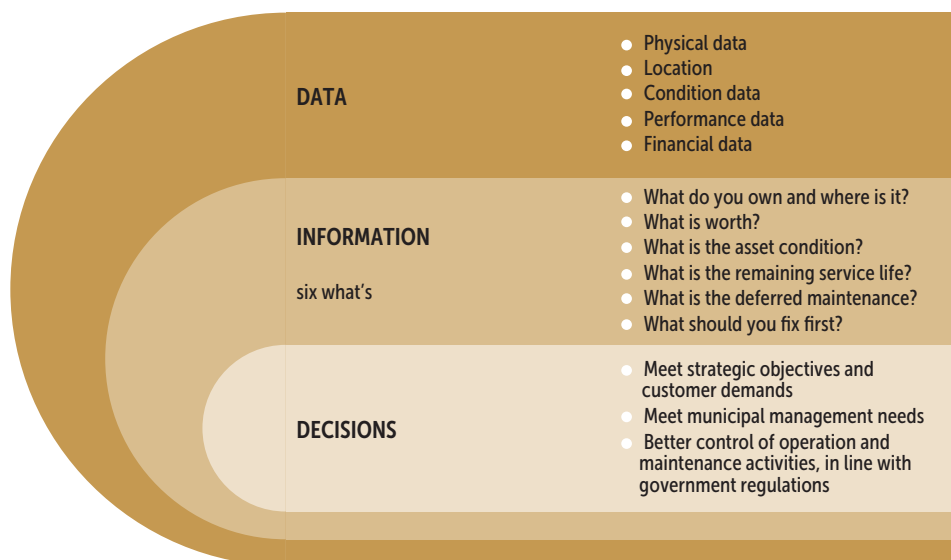 DATA
Physical data
Location
Condition data
Performance data
Financial data
INFORMATION
six what's
What do you own and where is it?
What is worth?
What is the asset condition?
What is the remaining service life?
What is the deferred maintenance?
What should you fix first?
DECISIONS
Meet strategic objectives and
customer demands
Meet municipal management needs
Better control of operation and
maintenance activities, in line with
government regulations